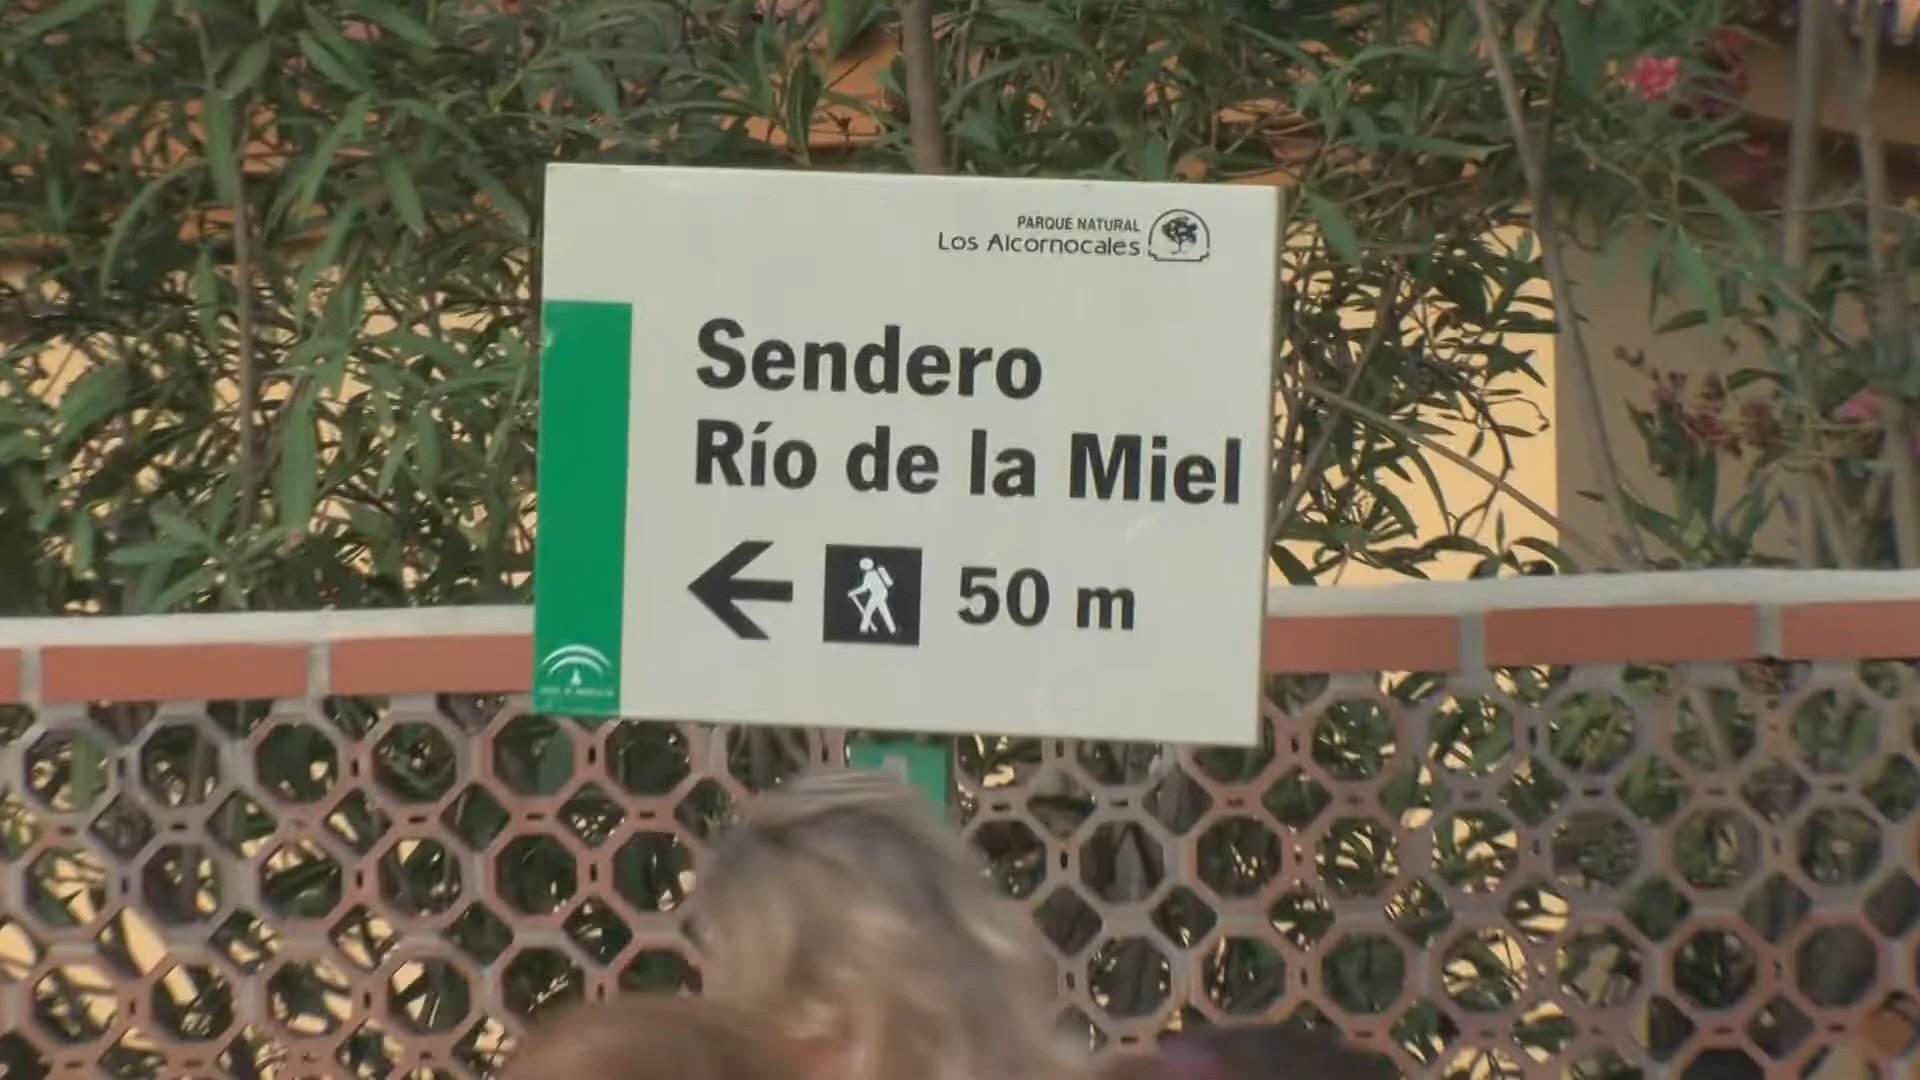 PARQUE NATURAL
Los Alcornocales
Sendero
Río de la Miel
50 m